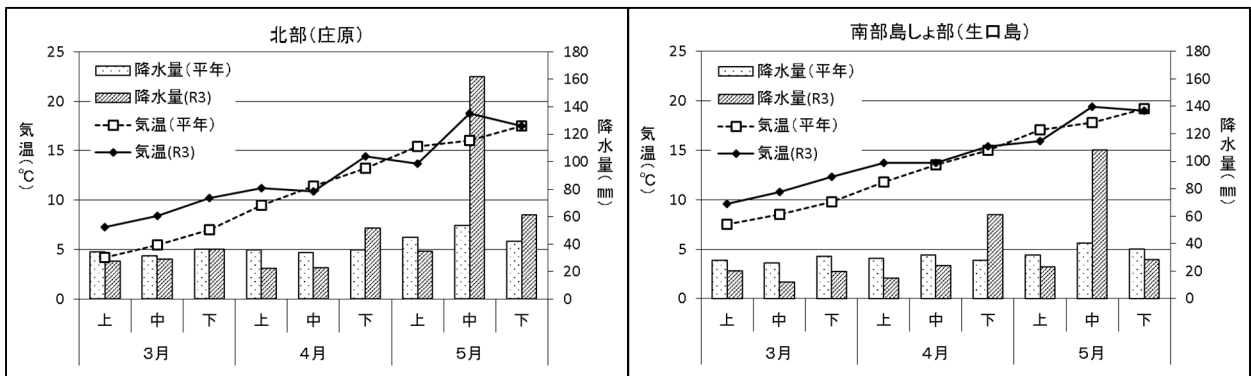 北部(庄原)
降水量(平年)
降水量(R3)
気温(平年)
気温(R3)
気温(℃)
25
20
15
10
5
0
降水量(㎜)
180
160
140
120
100
80
60
40
20
0
上 中 下 上 中 下 上 中 下
3月 4月 5月
南部島しょ部(生口島)
降水量(平年)
降水量(R3)
気温(平年)
気温(R3)
気温(℃)
25
20
15
10
5
0
降水量(㎜)
180
160
140
120
100
80
60
40
20
0
上 中 下 上 中 下 上 中 下
3月 4月 5月